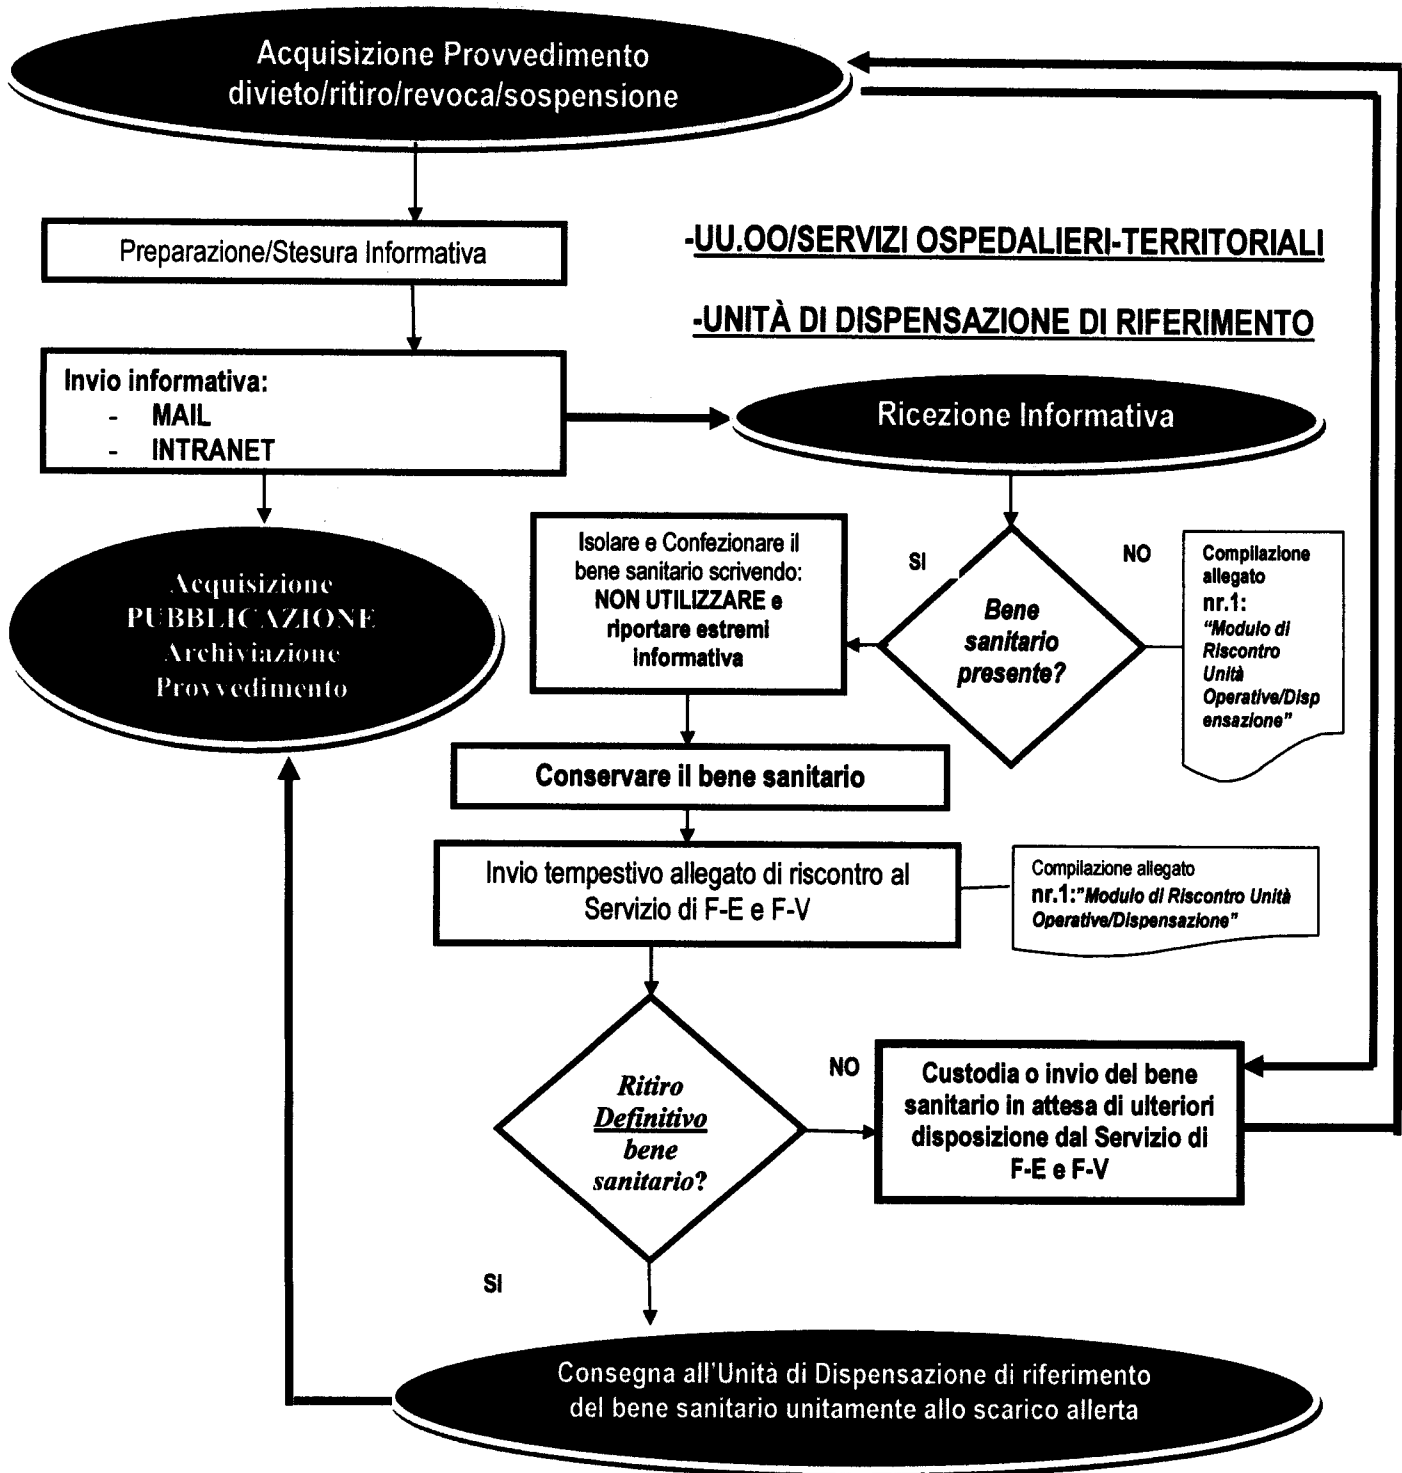 Acquisizione Provvedimento
divieto/ritiro/revoca/sospensione
Preparazione/Stesura Informativa
-UU.OO/SERVIZI OSPEDALIERI-TERRITORIALI
-UNITÀ DI DISPENSAZIONE DI RIFERIMENTO
Invio informativa:
- MAIL
- INTRANET
Ricezione Informativa
Acquisizione
PUBBLICAZIONE
Archiviazione
Provvedimento
Isolare e Confezionare il
bene sanitario scrivendo:
NON UTILIZZARE e
riportare estremi
informativa
SI
Bene
sanitario
presente?
NO
Compilazione
allegato
nr.1:
“Modulo di
Riscontro
Unità
Operative/Disp
ensazione”
Conservare il bene sanitario
Invio tempestivo allegato di riscontro al
Servizio di F-E e F-V
Compilazione allegato
nr.1:”Modulo di Riscontro Unità
Operative/Dispensazione”
Ritiro
Definitivo
bene
sanitario?
NO
Custodia o invio del bene
sanitario in attesa di ulteriori
disposizione dal Servizio di
F-E e F-V
SI
Consegna all’Unità di Dispensazione di riferimento
del bene sanitario unitamente allo scarico allerta